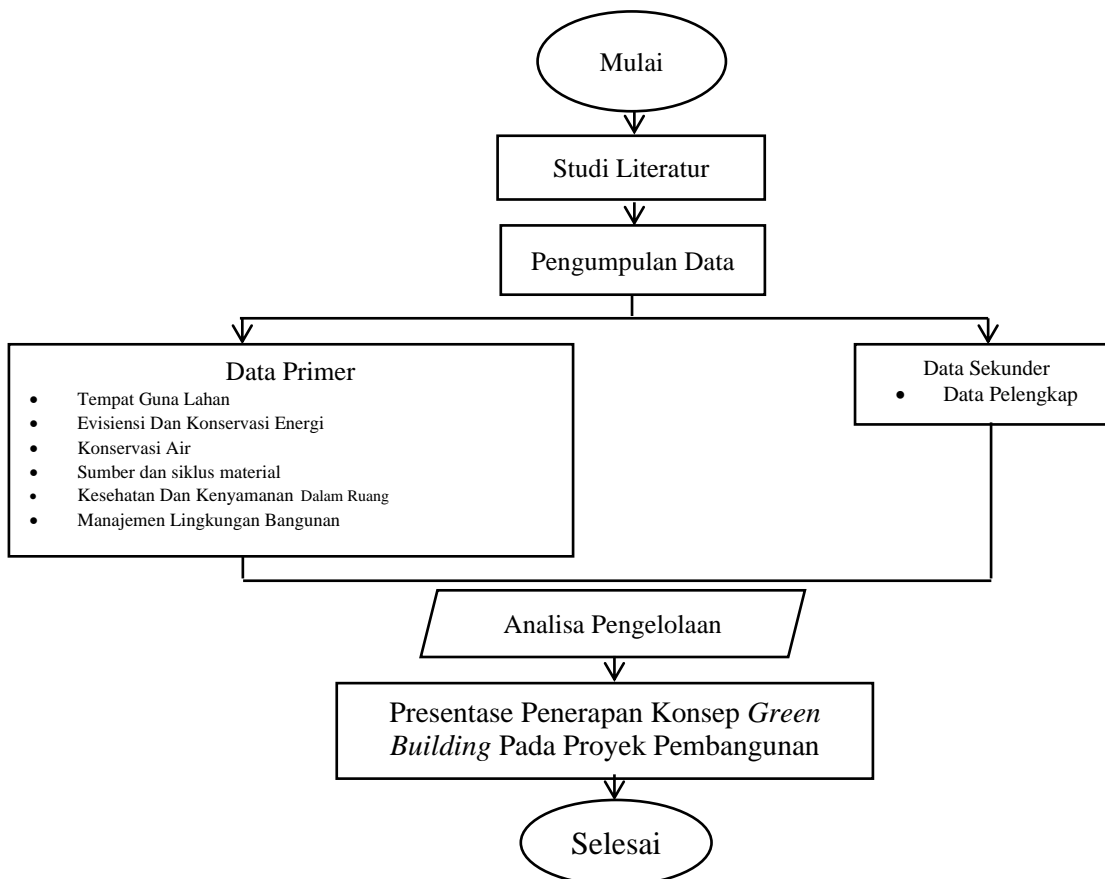 Mulai
Studi Literatur
Pengumpulan Data
Data Primer
• Tempat Guna Lahan
• Evisiensi Dan Konservasi Energi
• Konservasi Air
• Sumber dan siklus material
• Kesehatan Dan Kenyamanan Dalam Ruang
• Manajemen Lingkungan Bangunan
Data Sekunder
• Data Pelengkap
Analisa Pengelolaan
Presentase Penerapan Konsep Green
Building Pada Proyek Pembangunan
Selesai